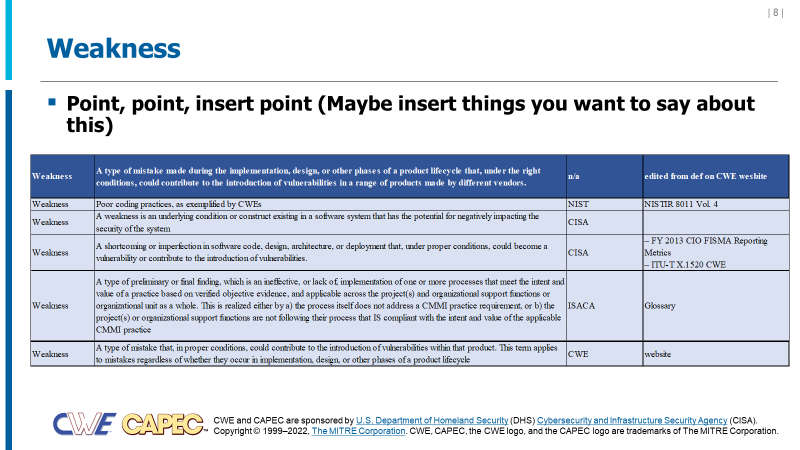 | 8 |
Weakness
▪ Point, point, insert point (Maybe insert things you want to say about
this)
Weakness
A type of mistake made during the implementation, design, or other phases of a product lifecycle that, under the right
conditions, could contribute to the introduction of vulnerabilities in a range of products made by different vendors.
n/a
edited from def on CWE wesbite
Weakness
Poor coding practices, as exemplified by CWEs
NIST
NISTIR 8011 Vol. 4
Weakness
A weakness is an underlying condition or construct existing in a software system that has the potential for negatively impacting the
security of the system
CISA
Weakness
A shortcoming or imperfection in software code, design, architecture, or deployment that, under proper conditions, could become a
vulnerability or contribute to the introduction of vulnerabilities.
CISA
– FY 2013 CIO FISMA Reporting
Metrics
– ITU-T X.1520 CWE
Weakness
A type of preliminary or final finding, which is an ineffective, or lack of, implementation of one or more processes that meet the intent and
value of a practice based on verified objective evidence, and applicable across the project(s) and organizational support functions or
organizational unit as a whole. This is realized either by a) the process itself does not address a CMMI practice requirement, or b) the
project(s) or organizational support functions are not following their process that IS compliant with the intent and value of the applicable
CMMI practice
ISACA
Glossary
Weakness
A type of mistake that, in proper conditions, could contribute to the introduction of vulnerabilities within that product. This term applies
to mistakes regardless of whether they occur in implementation, design, or other phases of a product lifecycle
CWE
website
CWE CAPEC™
CWE and CAPEC are sponsored by U.S. Department of Homeland Security (DHS) Cybersecurity and Infrastructure Security Agency (CISA).
Copyright © 1999–2022, The MITRE Corporation. CWE, CAPEC, the CWE logo, and the CAPEC logo are trademarks of The MITRE Corporation.